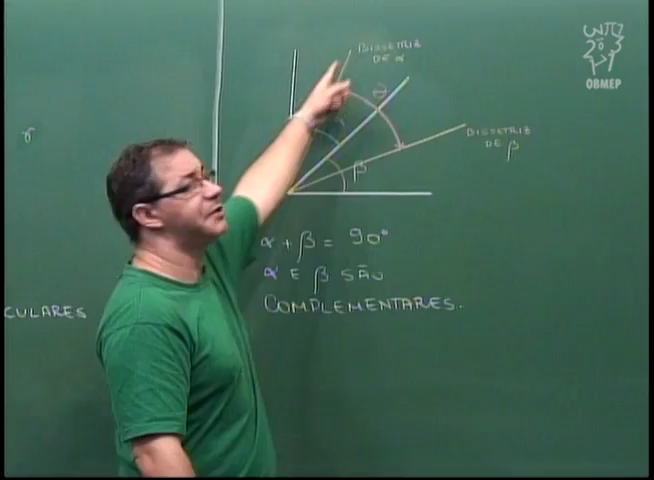 BISSETRIZ
DE α
θ
BISSETRIZ
DE β
β
α + β = 90°
α E β SÃO
COMPLEMENTARES.
CULARES
r
OBMEP